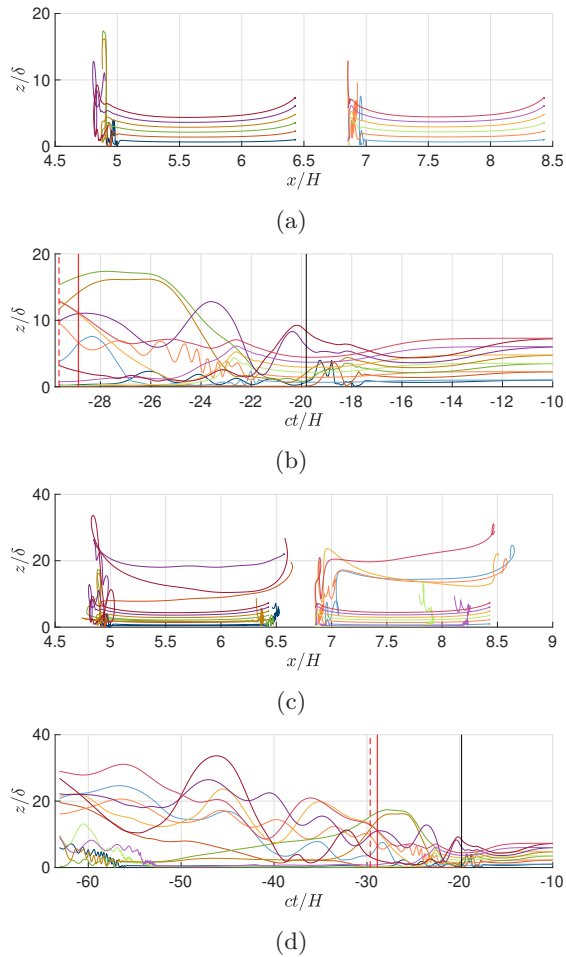 20
10
0
z/δ
4.5 5 5.5 6 6.5 7 7.5 8 8.5
x/H
(a)
20
10
0
z/δ
-28 -26 -24 -22 -20 -18 -16 -14 -12 -10
ct/H
(b)
40
20
0
z/δ
4.5 5 5.5 6 6.5 7 7.5 8 8.5 9
x/H
(c)
40
20
0
z/δ
-60 -50 -40 -30 -20 -10
ct/H
(d)